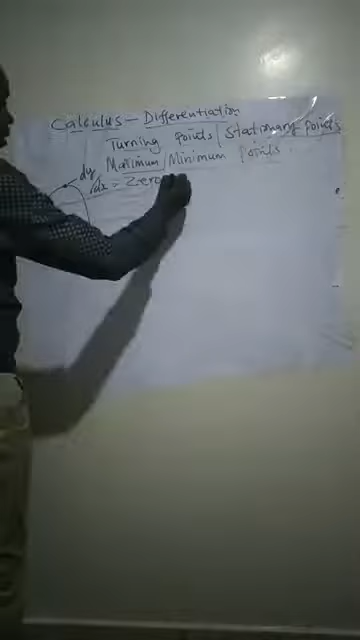 Calculus - Differentiation
Turning points / Stationary points
Maximum / Minimum points.
dy/dx = zero